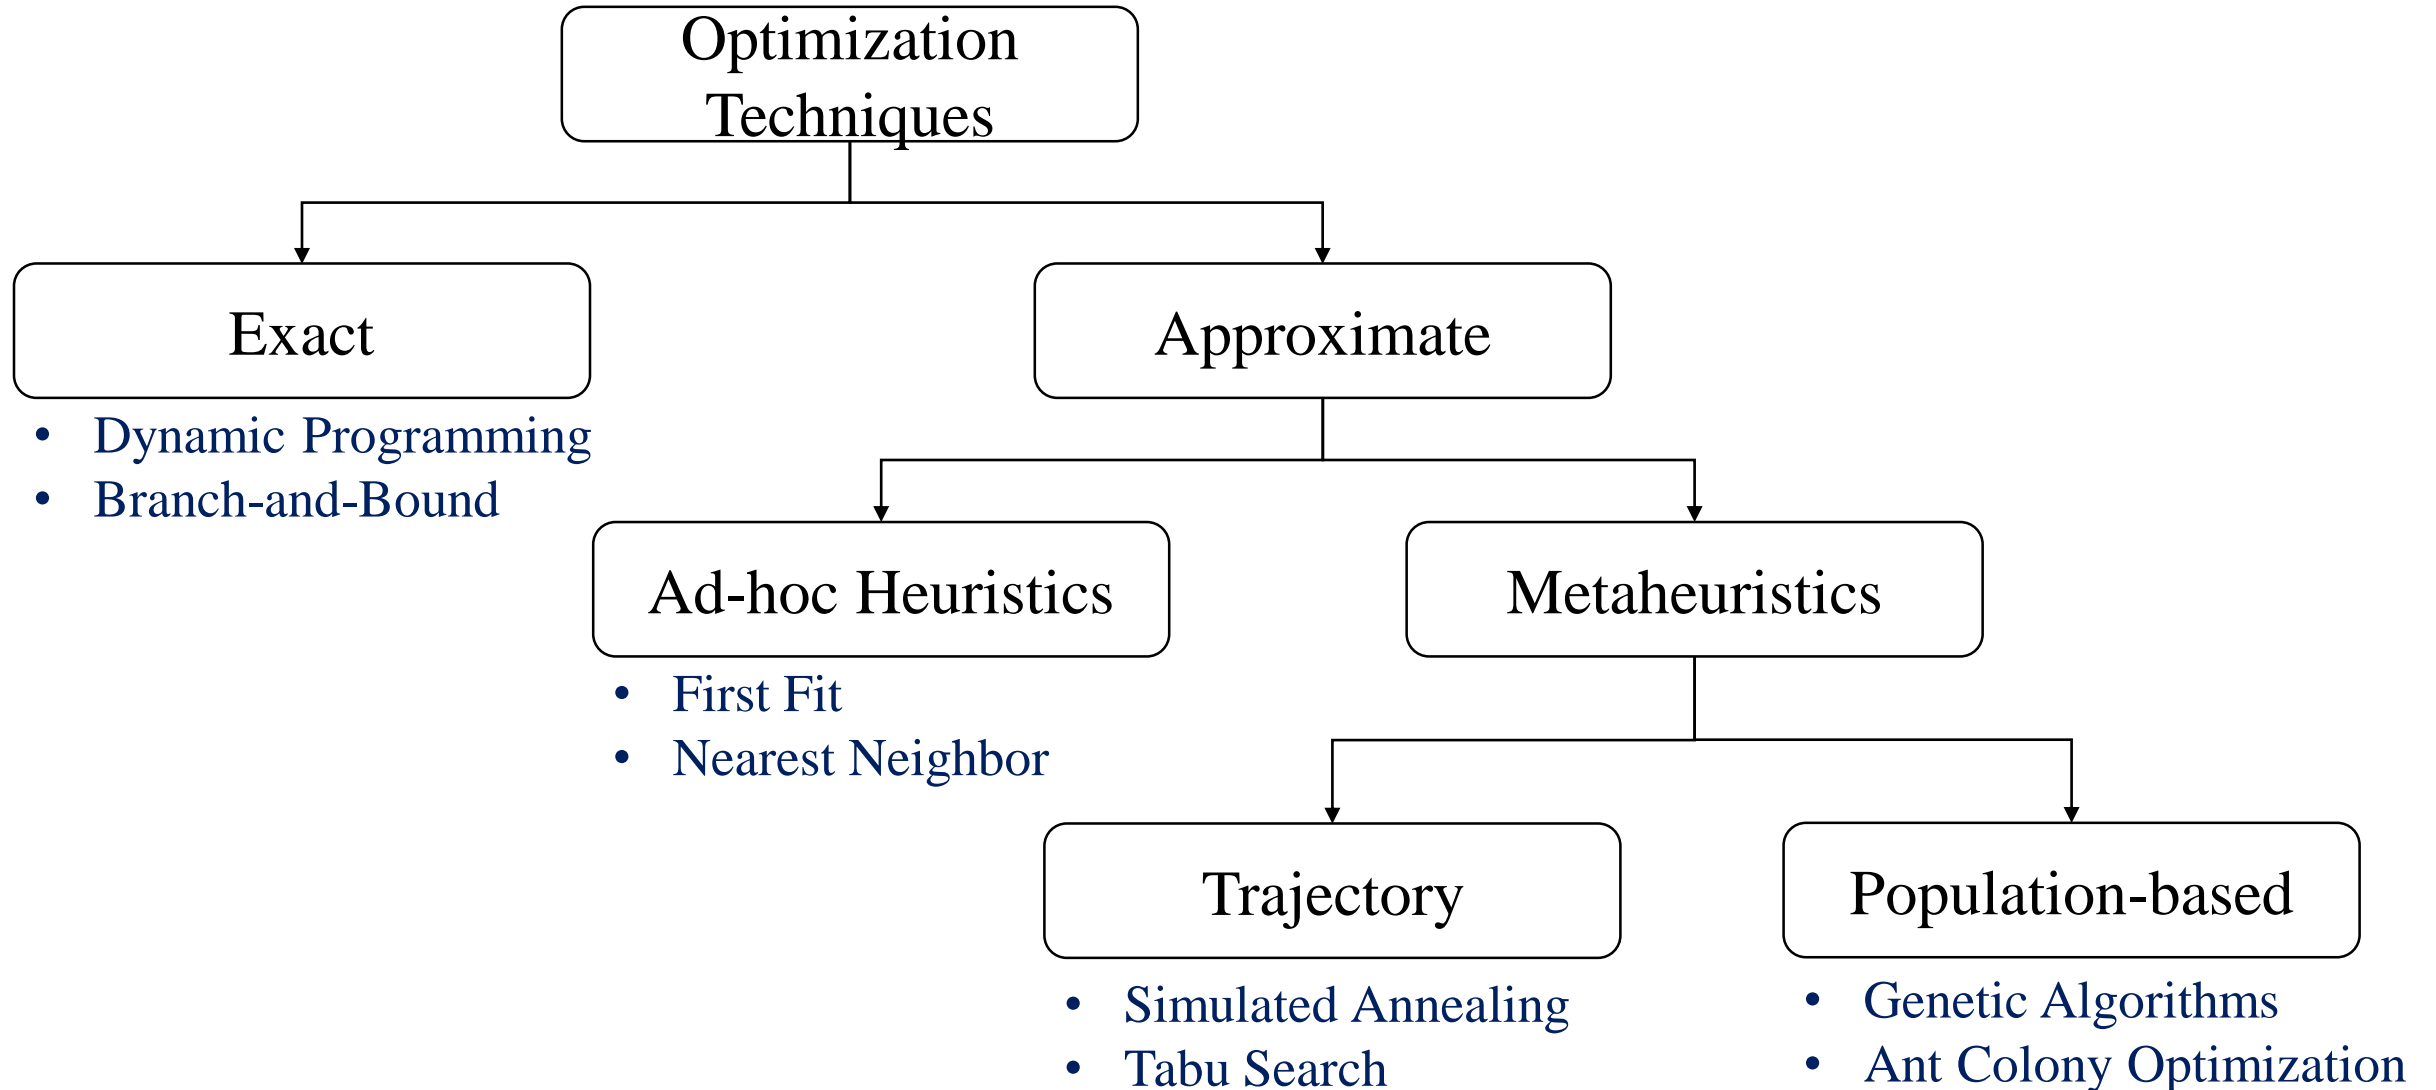 Optimization
Techniques
Exact
Approximate
• Dynamic Programming
• Branch-and-Bound
Ad-hoc Heuristics
Metaheuristics
• First Fit
• Nearest Neighbor
Trajectory
Population-based
• Simulated Annealing
• Tabu Search
• Genetic Algorithms
• Ant Colony Optimization